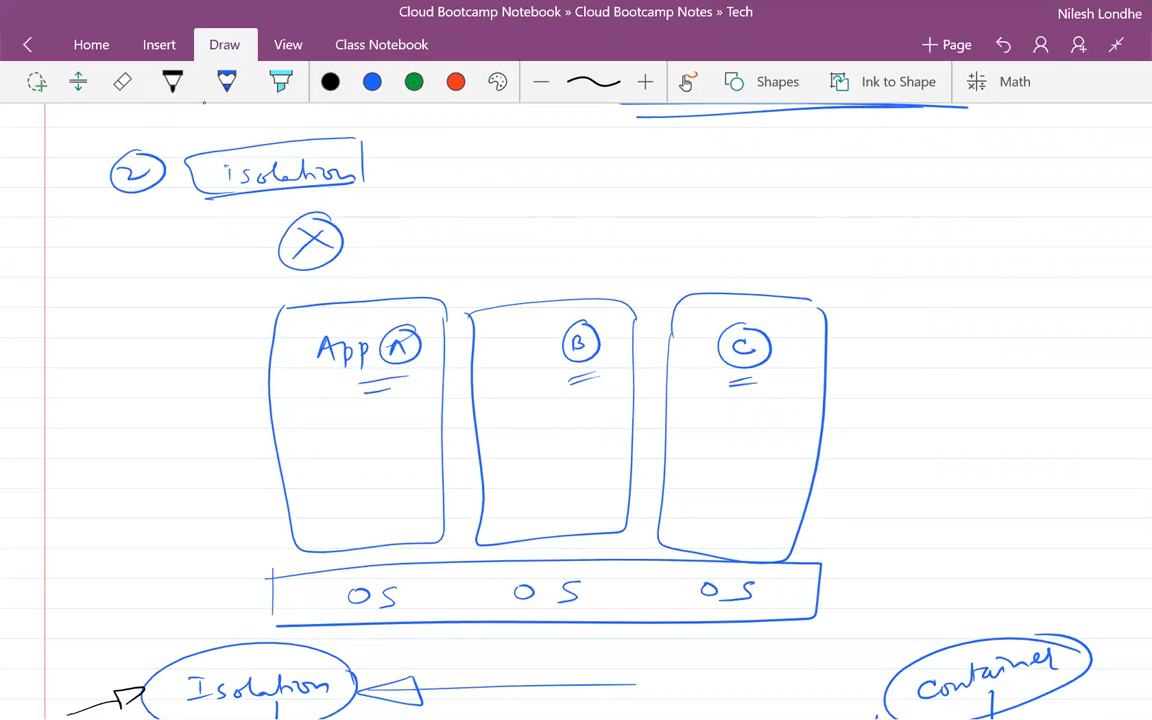 Cloud Bootcamp Notebook » Cloud Bootcamp Notes » Tech
Nilesh Londhe
Home Insert Draw View Class Notebook Page
Shapes Ink to Shape Math
2 isolation
X
App A B C
OS OS OS
Isolation
Container